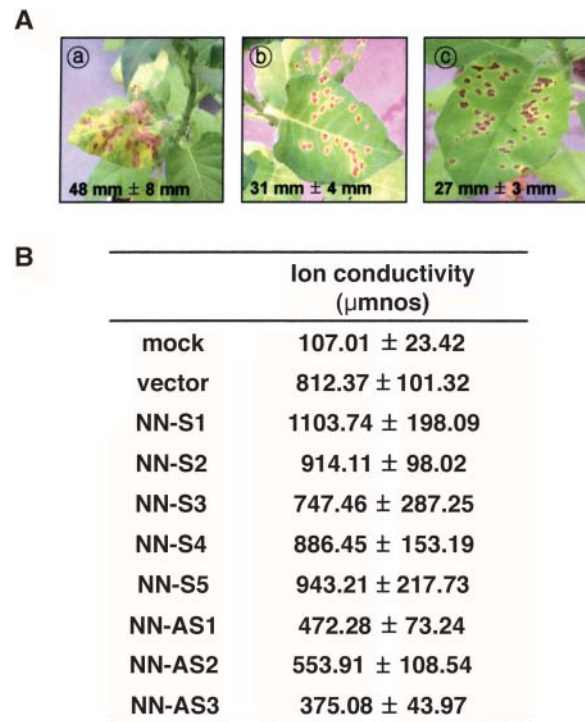 A
ⓐ
ⓑ
ⓒ
48 mm ± 8 mm
31 mm ± 4 mm
27 mm ± 3 mm
B
Ion conductivity
(μmnos)
mock 107.01 ± 23.42
vector 812.37 ± 101.32
NN-S1 1103.74 ± 198.09
NN-S2 914.11 ± 98.02
NN-S3 747.46 ± 287.25
NN-S4 886.45 ± 153.19
NN-S5 943.21 ± 217.73
NN-AS1 472.28 ± 73.24
NN-AS2 553.91 ± 108.54
NN-AS3 375.08 ± 43.97